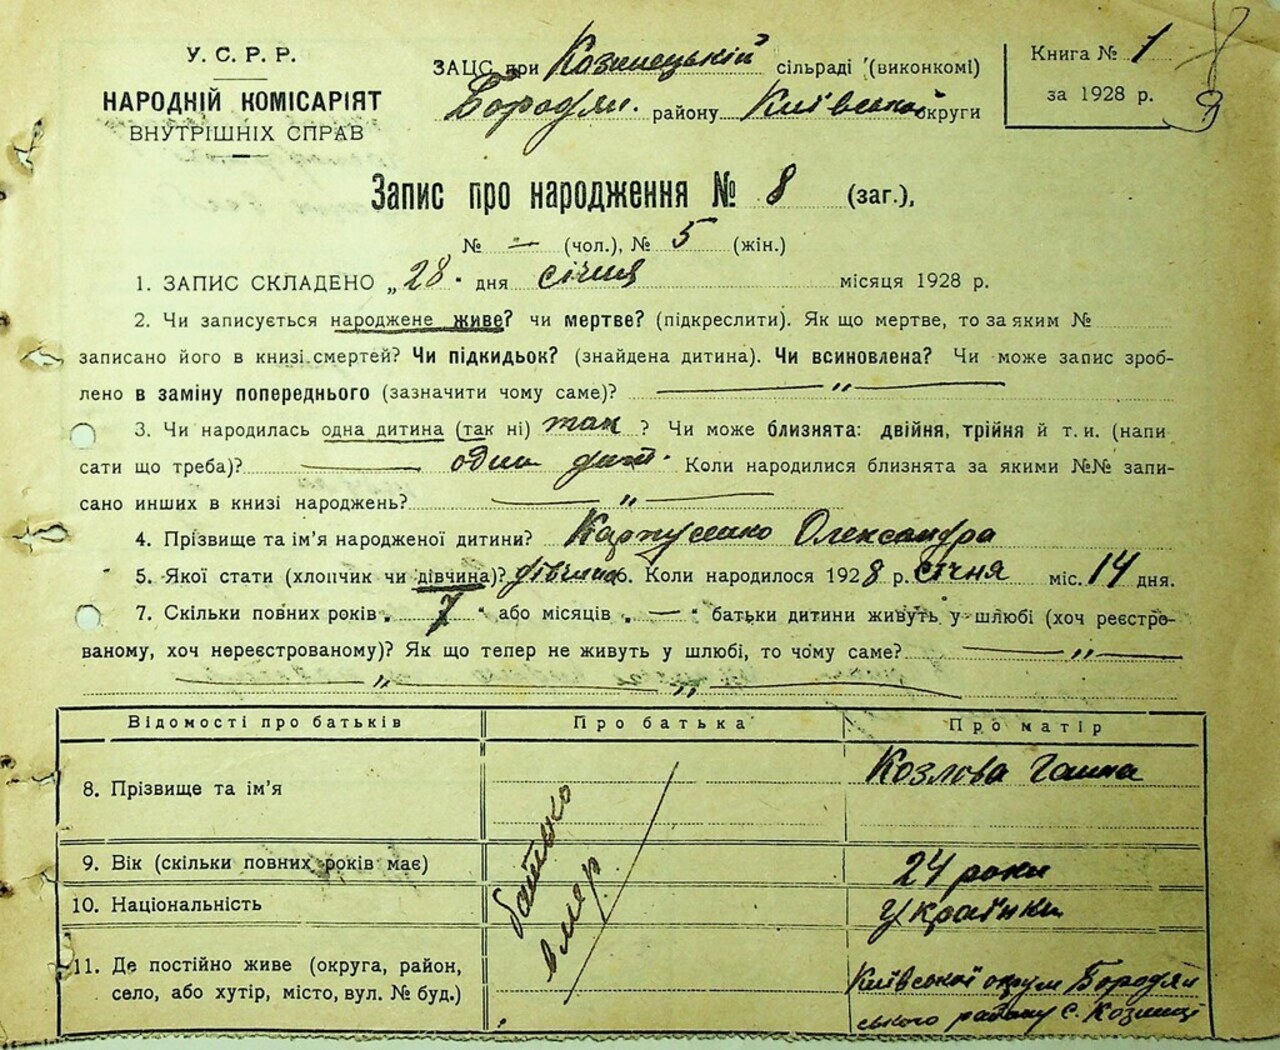 У. С. Р. Р.
НАРОДНІЙ КОМІСАРІЯТ
ВНУТРІШНІХ СПРАВ
ЗАЦС при Козинецькій сільраді (виконкомі)
Бородян. району Київської округи
Книга № 1
за 1928 р.
9
Запис про народження № 8 (заг.),
№ — (чол.), № 5 (жін.)
1. ЗАПИС СКЛАДЕНО „28" дня січня місяця 1928 р.
2. Чи записується народжене живе? чи мертве? (підкреслити). Як що мертве, то за яким №
записано його в книзі смертей? Чи підкидьок? (знайдена дитина). Чи всиновлена? Чи може запис зроб-
лено в заміну попереднього (зазначити чому саме)? — „ —
3. Чи народилась одна дитина (так ні) так ? Чи може близнята: двійня, трійня й т. и. (напи
сати що треба)? — одна дит. Коли народилися близнята за якими №№ запи-
сано инших в книзі народжень? — „ —
4. Прізвище та ім'я народженої дитини? Карпусенко Олександра
5. Якої стати (хлопчик чи дівчина)? дівчина 6. Коли народилося 1928 р. січня міс. 14 дня.
7. Скільки повних років „ 7 " або місяців „ — " батьки дитини живуть у шлюбі (хоч реєстро-
ваному, хоч нереєстрованому)? Як що тепер не живуть у шлюбі, то чому саме? — „ —
— „ — „ —
Відомості про батьків Про батька Про матір
8. Прізвище та ім'я Козлова Ганна
батько
вмер
9. Вік (скільки повних років має) 24 роки
10. Національність Українка
11. Де постійно живе (округа, район, Київської округи Бородян
село, або хутір, місто, вул. № буд.) ського району с. Козинці